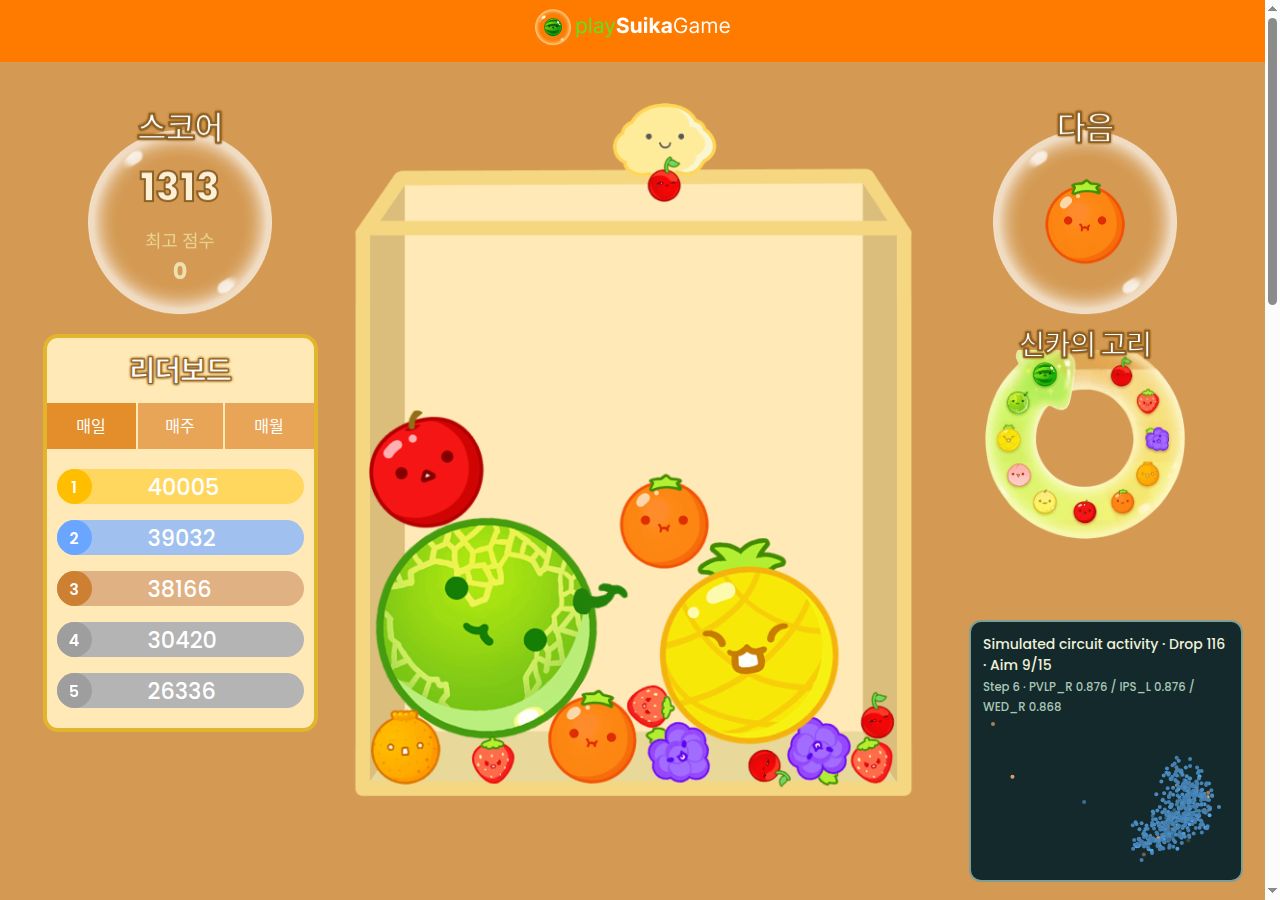 playSuikaGame
스코어
1313
최고 점수
0
리더보드
매일 매주 매월
1 40005
2 39032
3 38166
4 30420
5 26336
다음
신카의 고리
Simulated circuit activity · Drop 116
· Aim 9/15
Step 6 · PVLP_R 0.876 / IPS_L 0.876 /
WED_R 0.868